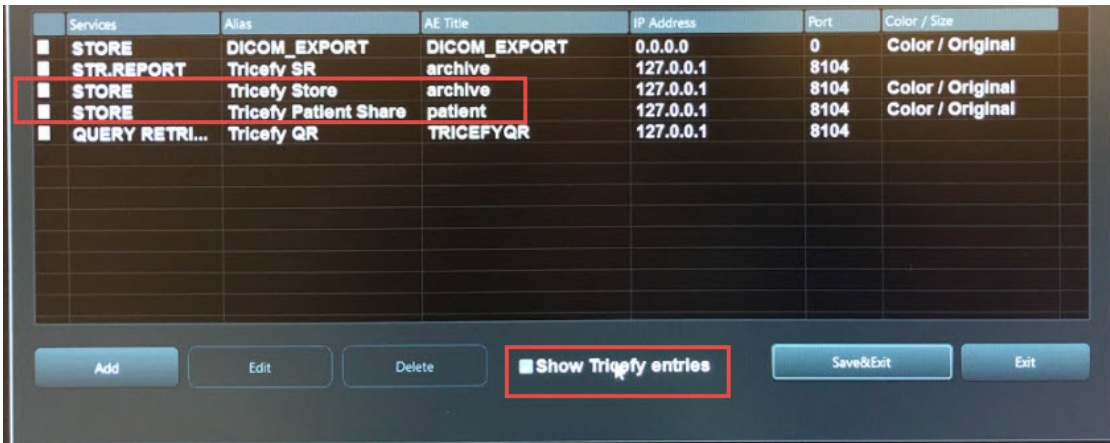 Services Alias AE Title IP Address Port Color / Size
STORE DICOM_EXPORT DICOM_EXPORT 0.0.0.0 0 Color / Original
STR.REPORT Tricefy SR archive 127.0.0.1 8104
STORE Tricefy Store archive 127.0.0.1 8104 Color / Original
STORE Tricefy Patient Share patient 127.0.0.1 8104 Color / Original
QUERY RETRI... Tricefy QR TRICEFYQR 127.0.0.1 8104
Add Edit Delete Show Tricefy entries Save&Exit Exit